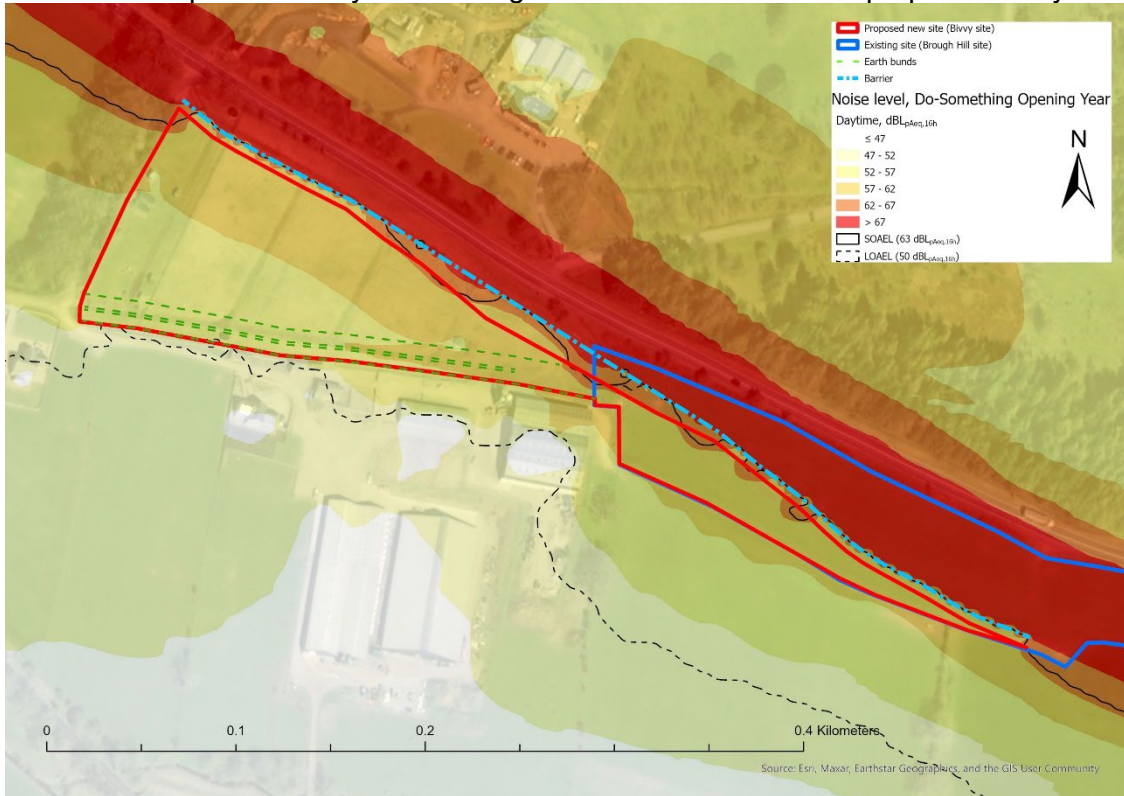 Proposed new site (Bivvy site)
Existing site (Brough Hill site)
Earth bunds
Barrier
Noise level, Do-Something Opening Year
Daytime, dBLpAeq,16h
≤ 47
47 - 52
52 - 57
57 - 62
62 - 67
> 67
SOAEL (63 dBLpAeq,16h)
LOAEL (50 dBLpAeq,16h)
N
0
0.1
0.2
0.4 Kilometers
Source: Esri, Maxar, Earthstar Geographics, and the GIS User Community